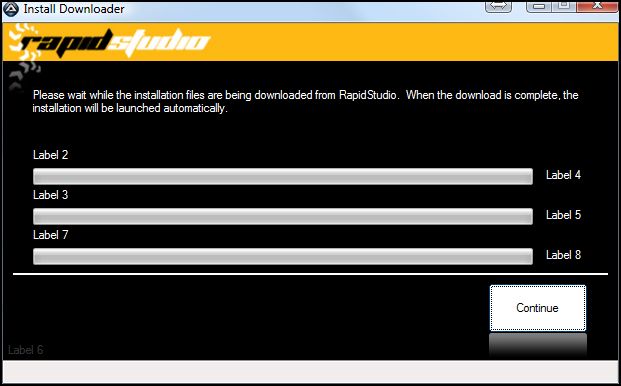 Install Downloader
rapidstudio
Please wait while the installation files are being downloaded from RapidStudio. When the download is complete, the
installation will be launched automatically.
Label 2
Label 4
Label 3
Label 5
Label 7
Label 8
Continue
Label 6